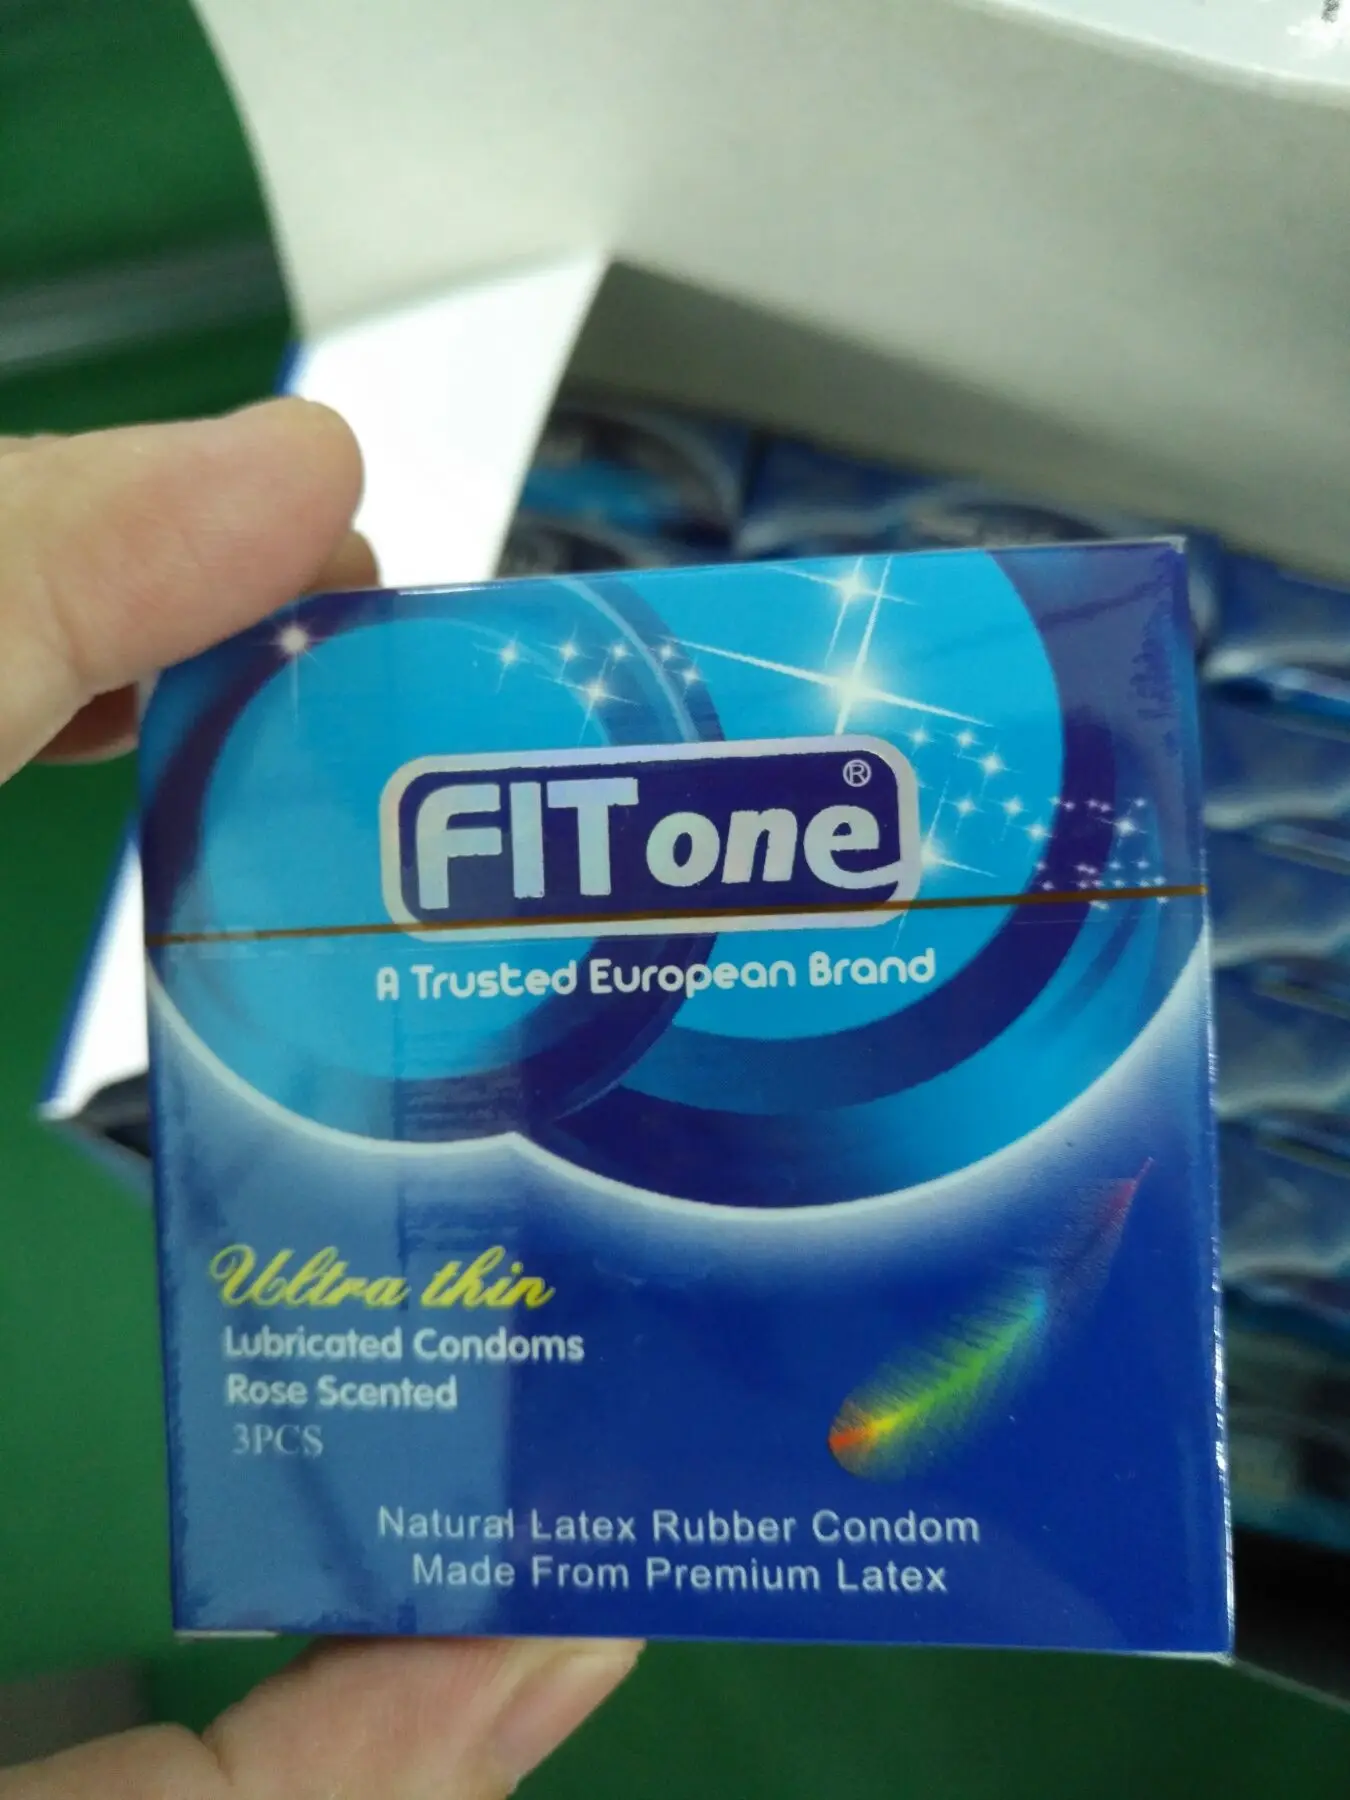 FITone®
A Trusted European Brand
Ultra thin
Lubricated Condoms
Rose Scented
3PCS
Natural Latex Rubber Condom
Made From Premium Latex